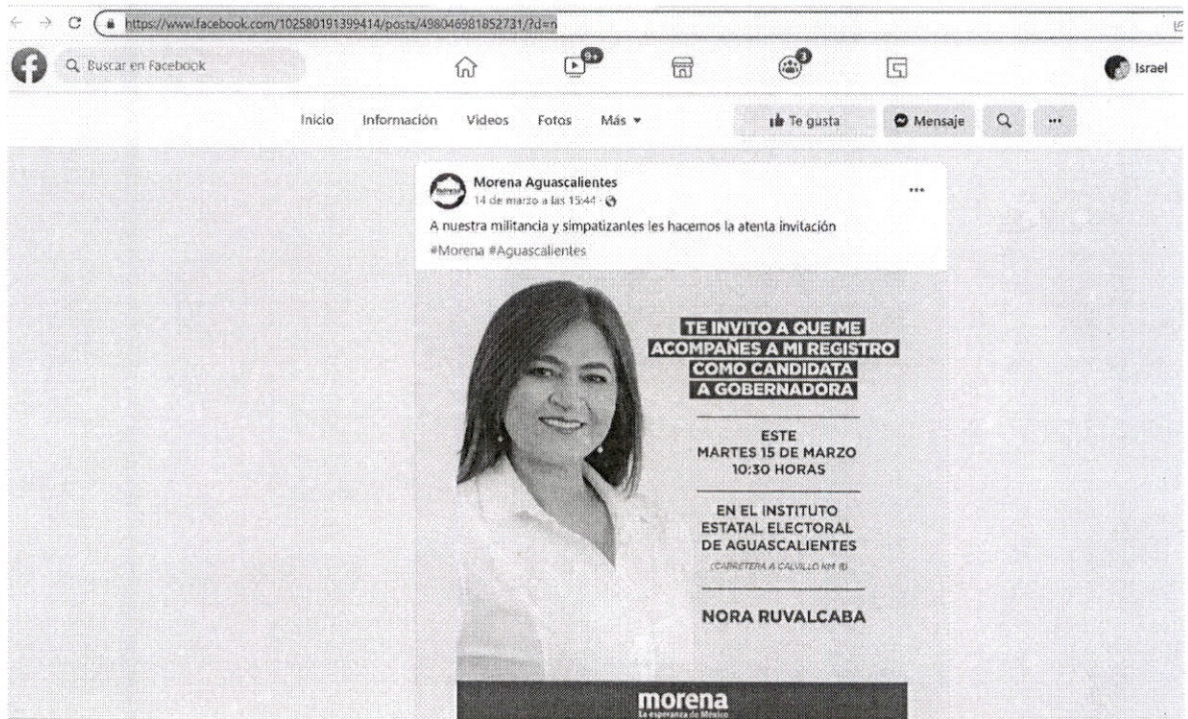 https://www.facebook.com/102580191399414/posts/498046981852731/?d=n
Buscar en Facebook
9+
3
Israel
Inicio Información Videos Fotos Más
Te gusta
Mensaje
Morena Aguascalientes
14 de marzo a las 15:44
A nuestra militancia y simpatizantes les hacemos la atenta invitación
#Morena #Aguascalientes
TE INVITO A QUE ME
ACOMPAÑES A MI REGISTRO
COMO CANDIDATA
A GOBERNADORA
ESTE
MARTES 15 DE MARZO
10:30 HORAS
EN EL INSTITUTO
ESTATAL ELECTORAL
DE AGUASCALIENTES
(CARRETERA A CALVILLO KM 8)
NORA RUVALCABA
morena
La esperanza de México